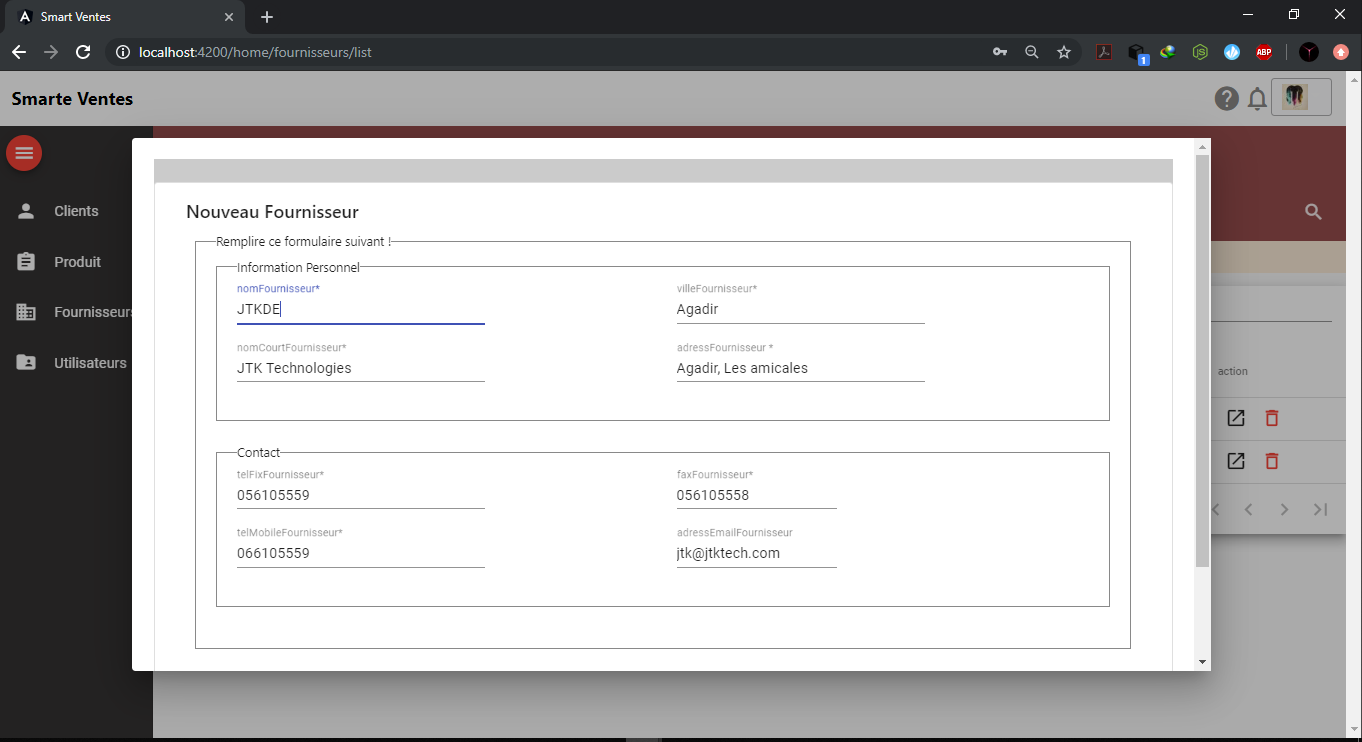 Smart Ventes
localhost:4200/home/fournisseurs/list
1
JS
ABP
Smarte Ventes
Clients
Produit
Fournisseurs
Utilisateurs
Nouveau Fournisseur
Remplire ce formulaire suivant !
Information Personnel
nomFournisseur* villeFournisseur*
JTKDE Agadir
nomCourtFournisseur* adressFournisseur *
JTK Technologies Agadir, Les amicales
Contact
telFixFournisseur* faxFournisseur*
056105559 056105558
telMobileFournisseur* adressEmailFournisseur
066105559 jtk@jtktech.com
action